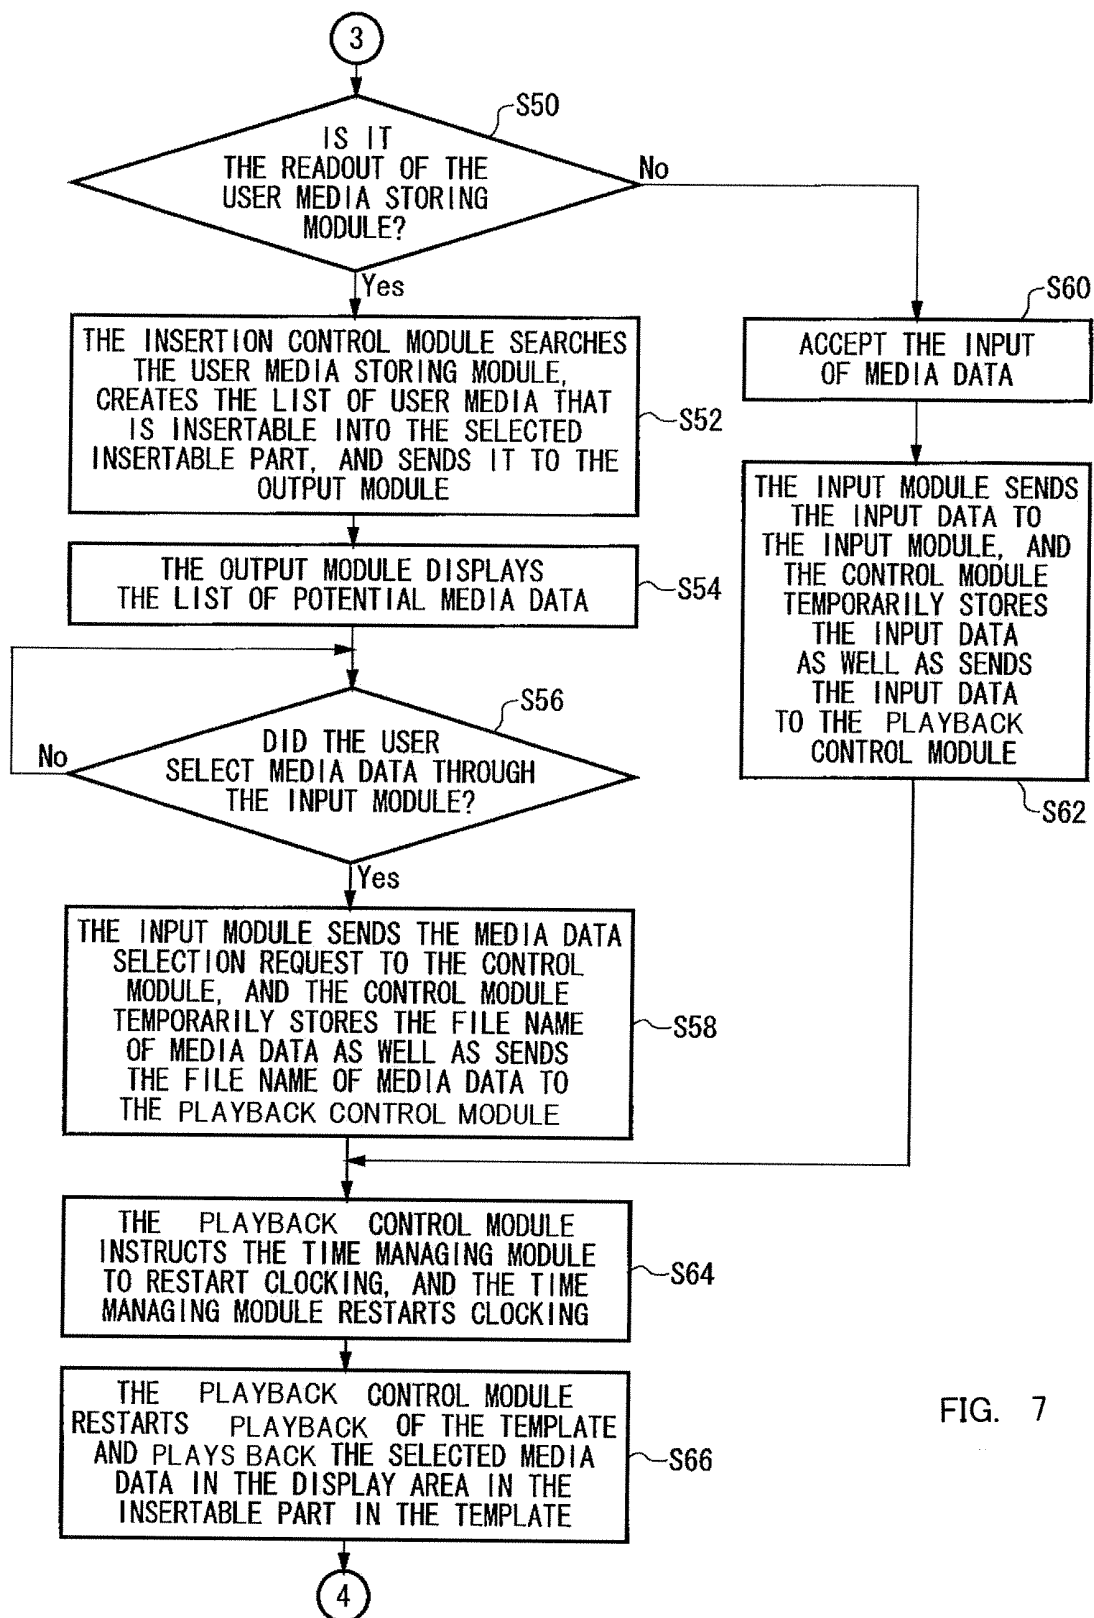 3
S50
IS IT
THE READOUT OF THE
USER MEDIA STORING
MODULE?
No
Yes
THE INSERTION CONTROL MODULE SEARCHES
THE USER MEDIA STORING MODULE,
CREATES THE LIST OF USER MEDIA THAT
IS INSERTABLE INTO THE SELECTED
INSERTABLE PART, AND SENDS IT TO THE
OUTPUT MODULE
S52
THE OUTPUT MODULE DISPLAYS
THE LIST OF POTENTIAL MEDIA DATA
S54
S56
DID THE USER
SELECT MEDIA DATA THROUGH
THE INPUT MODULE?
No
Yes
THE INPUT MODULE SENDS THE MEDIA DATA
SELECTION REQUEST TO THE CONTROL
MODULE, AND THE CONTROL MODULE
TEMPORARILY STORES THE FILE NAME
OF MEDIA DATA AS WELL AS SENDS
THE FILE NAME OF MEDIA DATA TO
THE PLAYBACK CONTROL MODULE
S58
S60
ACCEPT THE INPUT
OF MEDIA DATA
THE INPUT MODULE SENDS
THE INPUT DATA TO
THE INPUT MODULE, AND
THE CONTROL MODULE
TEMPORARILY STORES
THE INPUT DATA
AS WELL AS SENDS
THE INPUT DATA
TO THE PLAYBACK
CONTROL MODULE
S62
THE PLAYBACK CONTROL MODULE
INSTRUCTS THE TIME MANAGING MODULE
TO RESTART CLOCKING, AND THE TIME
MANAGING MODULE RESTARTS CLOCKING
S64
THE PLAYBACK CONTROL MODULE
RESTARTS PLAYBACK OF THE TEMPLATE
AND PLAYS BACK THE SELECTED MEDIA
DATA IN THE DISPLAY AREA IN THE
INSERTABLE PART IN THE TEMPLATE
S66
4
FIG. 7